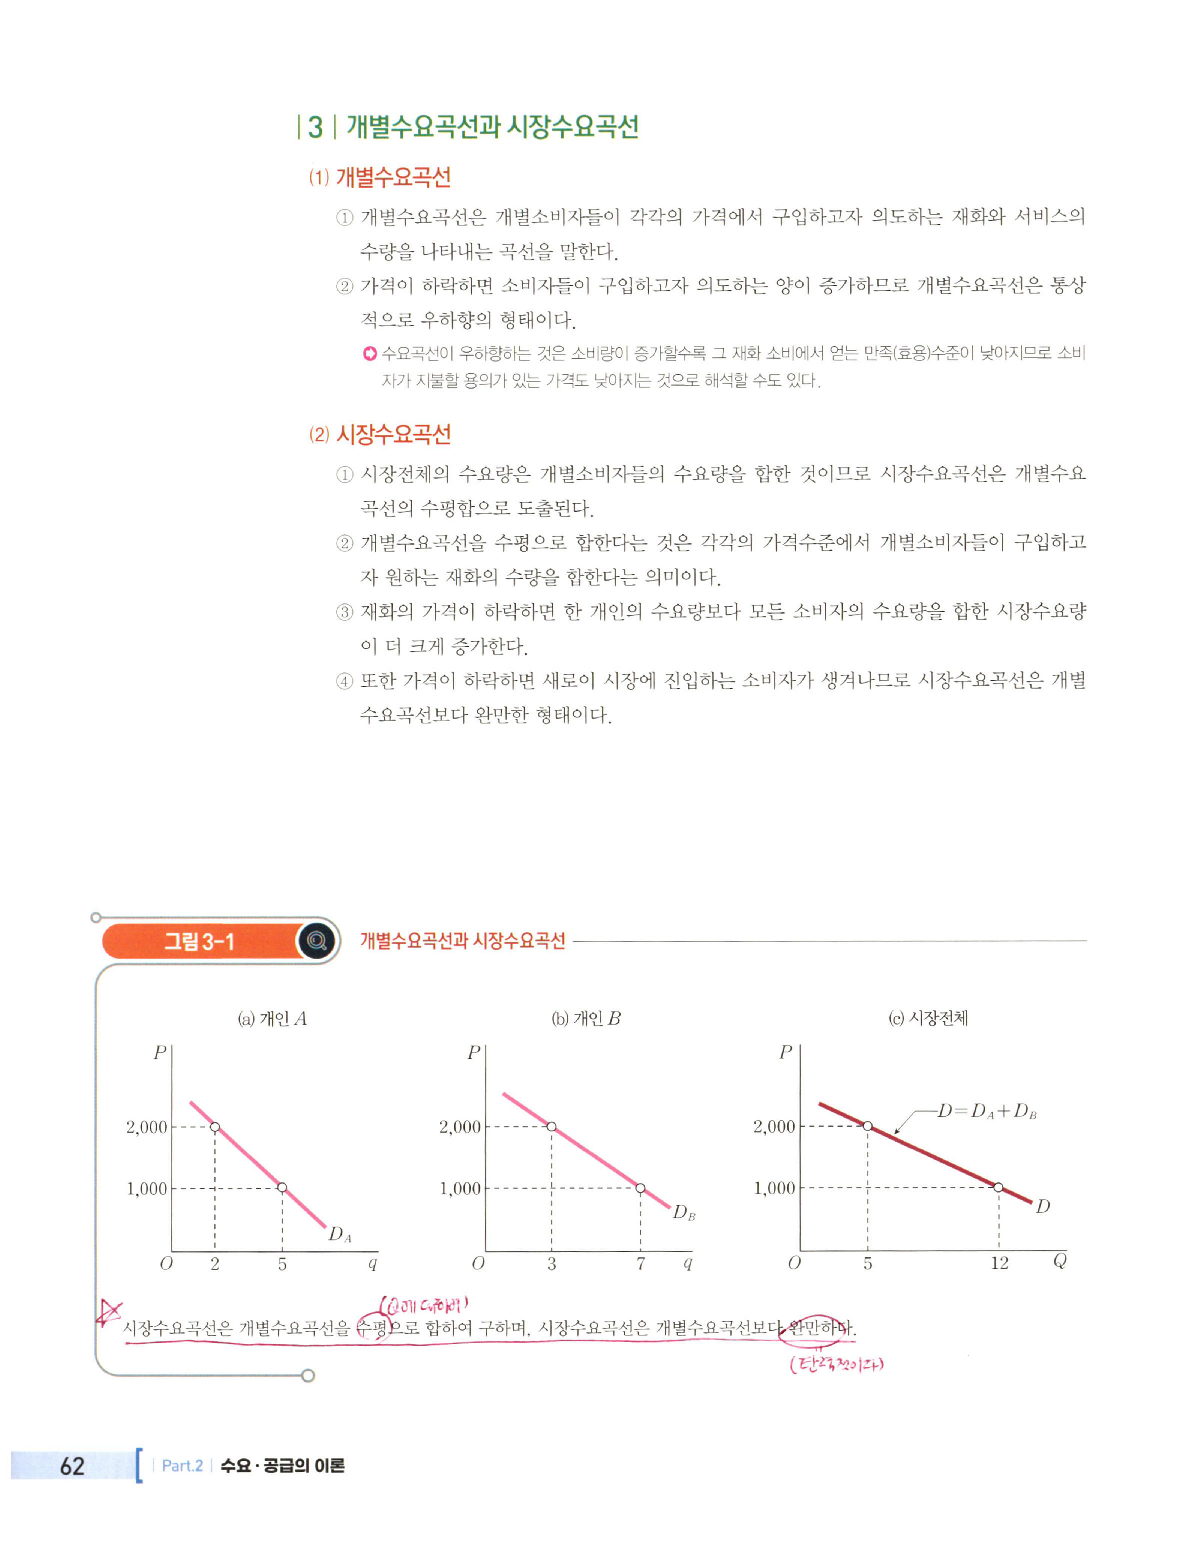 |3| 개별수요곡선과 시장수요곡선
(1) 개별수요곡선
① 개별수요곡선은 개별소비자들이 각각의 가격에서 구입하고자 의도하는 재화와 서비스의
수량을 나타내는 곡선을 말한다.
② 가격이 하락하면 소비자들이 구입하고자 의도하는 양이 증가하므로 개별수요곡선은 통상
적으로 우하향의 형태이다.
수요곡선이 우하향하는 것은 소비량이 증가할수록 그 재화 소비에서 얻는 만족(효용)수준이 낮아지므로 소비
자가 지불할 용의가 있는 가격도 낮아지는 것으로 해석할 수도 있다.
(2) 시장수요곡선
① 시장전체의 수요량은 개별소비자들의 수요량을 합한 것이므로 시장수요곡선은 개별수요
곡선의 수평합으로 도출된다.
② 개별수요곡선을 수평으로 합한다는 것은 각각의 가격수준에서 개별소비자들이 구입하고
자 원하는 재화의 수량을 합한다는 의미이다.
③ 재화의 가격이 하락하면 한 개인의 수요량보다 모든 소비자의 수요량을 합한 시장수요량
이 더 크게 증가한다.
④ 또한 가격이 하락하면 새로이 시장에 진입하는 소비자가 생겨나므로 시장수요곡선은 개별
수요곡선보다 완만한 형태이다.
그림 3-1 개별수요곡선과 시장수요곡선
(a) 개인 A
P
2,000
1,000
D_A
O 2 5 q
(b) 개인 B
P
2,000
1,000
D_B
O 3 7 q
(c) 시장전체
P
D=D_A+D_B
2,000
1,000
D
O 5 12 Q
(Q에 대하여)
시장수요곡선은 개별수요곡선을 수평으로 합하여 구하며, 시장수요곡선은 개별수요곡선보다 완만하다.
(탄력적이다)
62 | Part.2 | 수요·공급의 이론